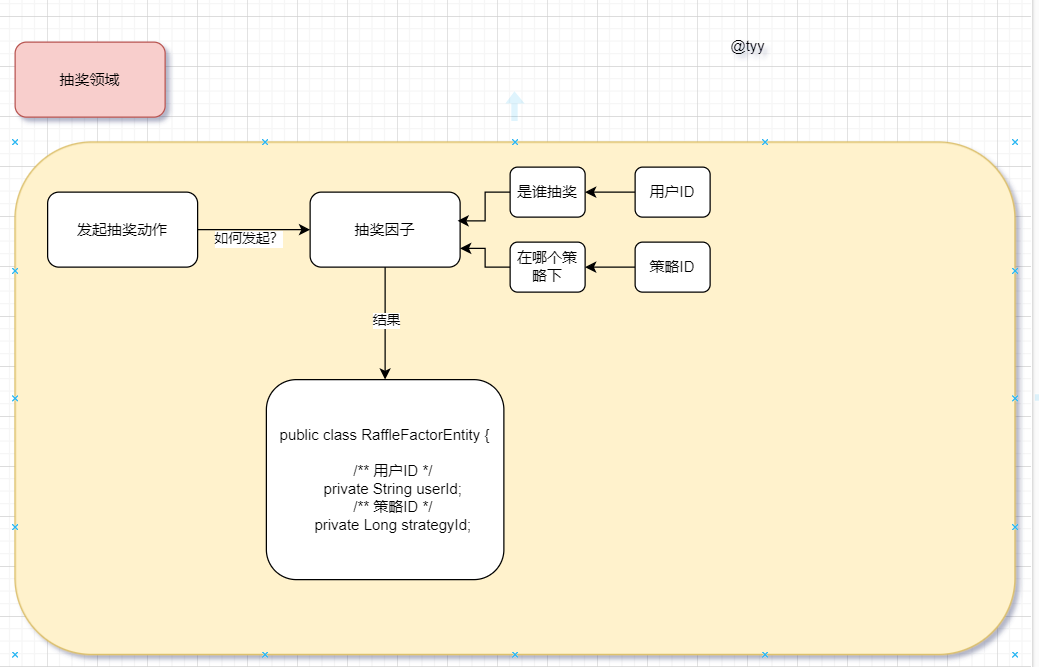 @tyy
抽奖领域
发起抽奖动作
如何发起?
抽奖因子
是谁抽奖
用户ID
在哪个策
略下
策略ID
结果
public class RaffleFactorEntity {
/** 用户ID */
private String userId;
/** 策略ID */
private Long strategyId;